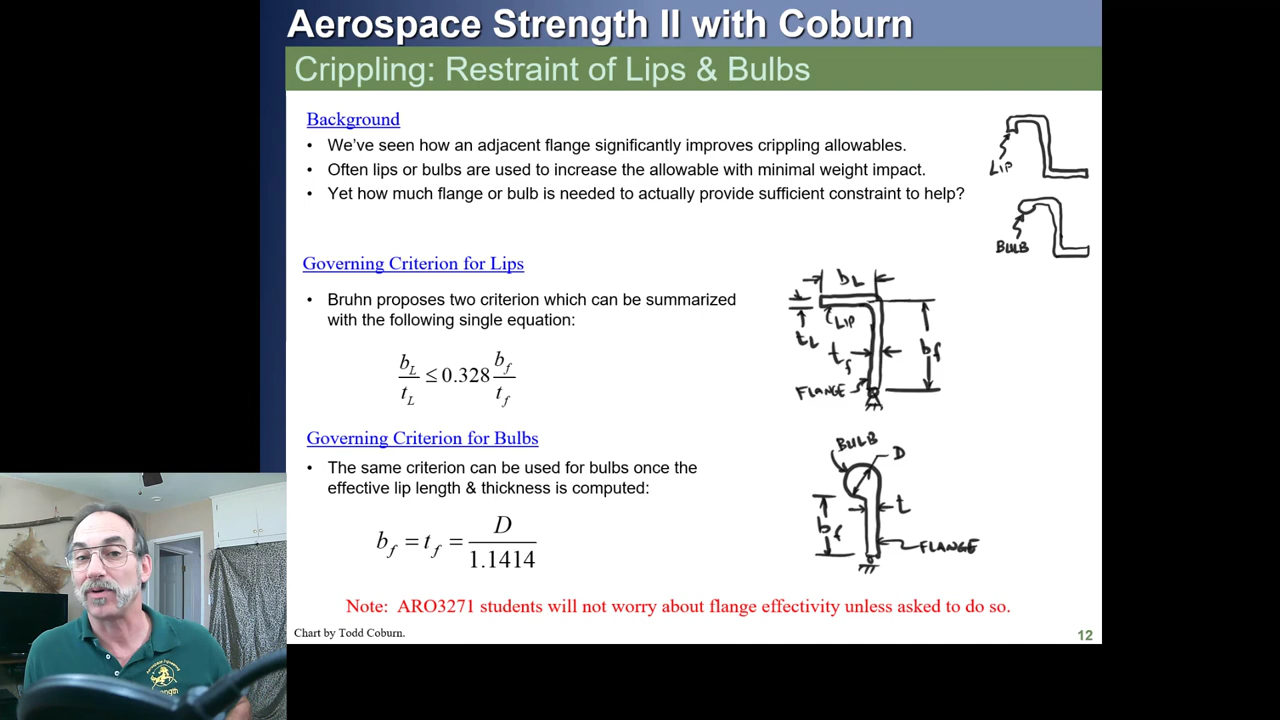 Aerospace Strength II with Coburn
Crippling: Restraint of Lips & Bulbs
Background
• We've seen how an adjacent flange significantly improves crippling allowables.
• Often lips or bulbs are used to increase the allowable with minimal weight impact.
• Yet how much flange or bulb is needed to actually provide sufficient constraint to help?
LIP
BULB
Governing Criterion for Lips
• Bruhn proposes two criterion which can be summarized
with the following single equation:
b_L/t_L ≤ 0.328 b_f/t_f
b_L
LIP
t_L
t_f
b_f
FLANGE
Governing Criterion for Bulbs
• The same criterion can be used for bulbs once the
effective lip length & thickness is computed:
b_f = t_f = D/1.1414
BULB
D
t
b_f
FLANGE
Note: ARO3271 students will not worry about flange effectivity unless asked to do so.
Chart by Todd Coburn.
12